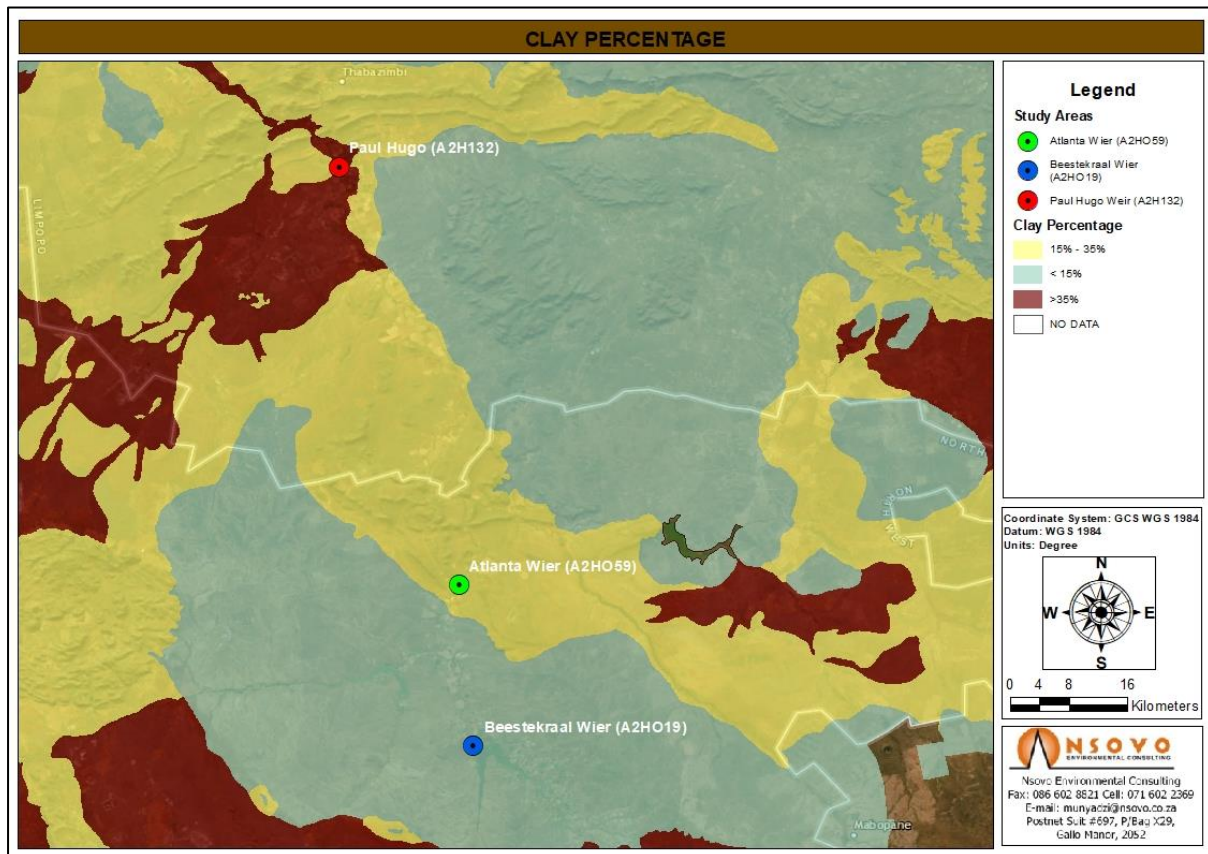 CLAY PERCENTAGE
Thabazimbi
Paul Hugo (A2H132)
LIMPOPO
NORTH
NORTH
WEST
Atlanta Wier (A2HO59)
Beestekraal Wier (A2HO19)
Mabopane
Legend
Study Areas
Atlanta Wier (A2HO59)
Beestekraal Wier
(A2HO19)
Paul Hugo Weir (A2H132)
Clay Percentage
15% - 35%
< 15%
>35%
NO DATA
Coordinate System: GCS WGS 1984
Datum: WGS 1984
Units: Degree
N
W E
S
0 4 8 16
Kilometers
NSOVO
ENVIRONMENTAL CONSULTING
Nsovo Environmental Consulting
Fax: 086 602 8821 Cell: 071 602 2369
E-mail: munyadzi@nsovo.co.za
Postnet Suit #697, P/Bag X29,
Gallo Manor, 2052